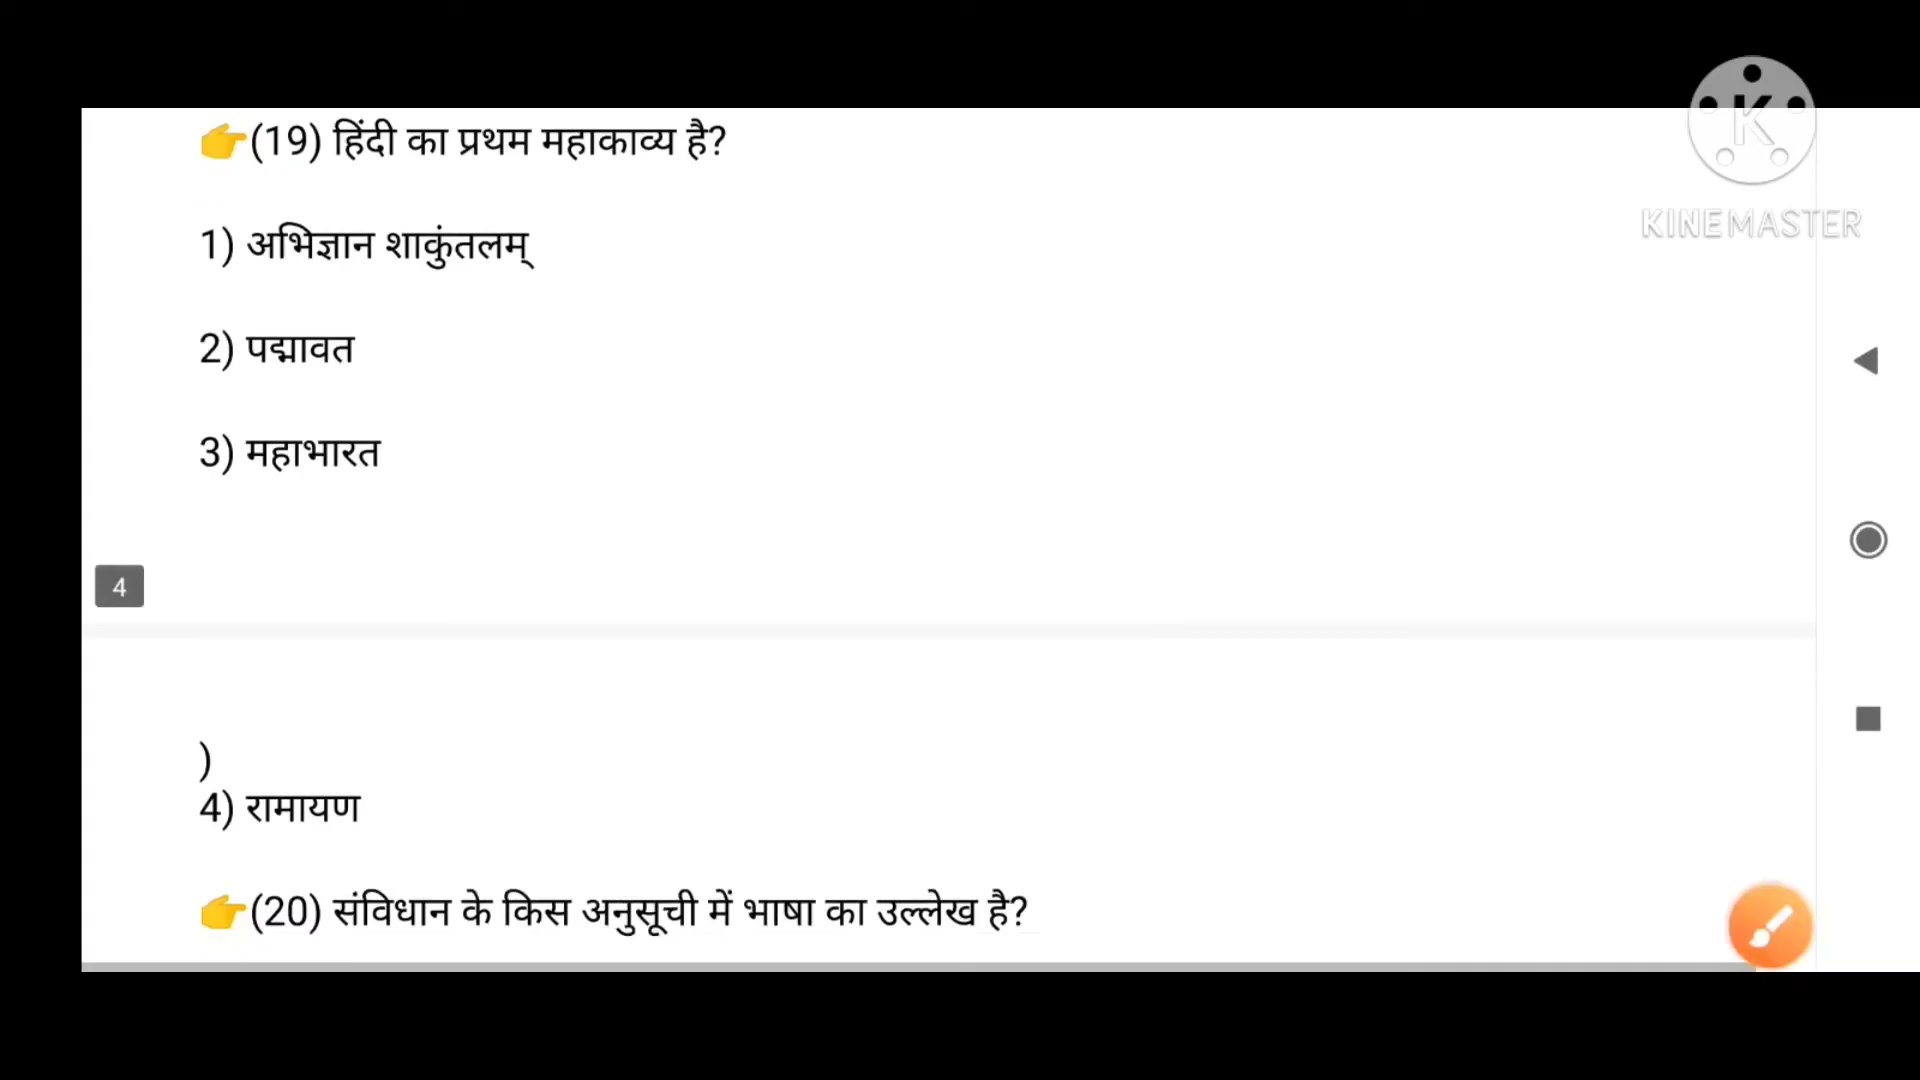 K
KINEMASTER
👉(19) हिंदी का प्रथम महाकाव्य है?
1) अभिज्ञान शाकुंतलम्
2) पद्मावत
3) महाभारत
4
)
4) रामायण
👉(20) संविधान के किस अनुसूची में भाषा का उल्लेख है?